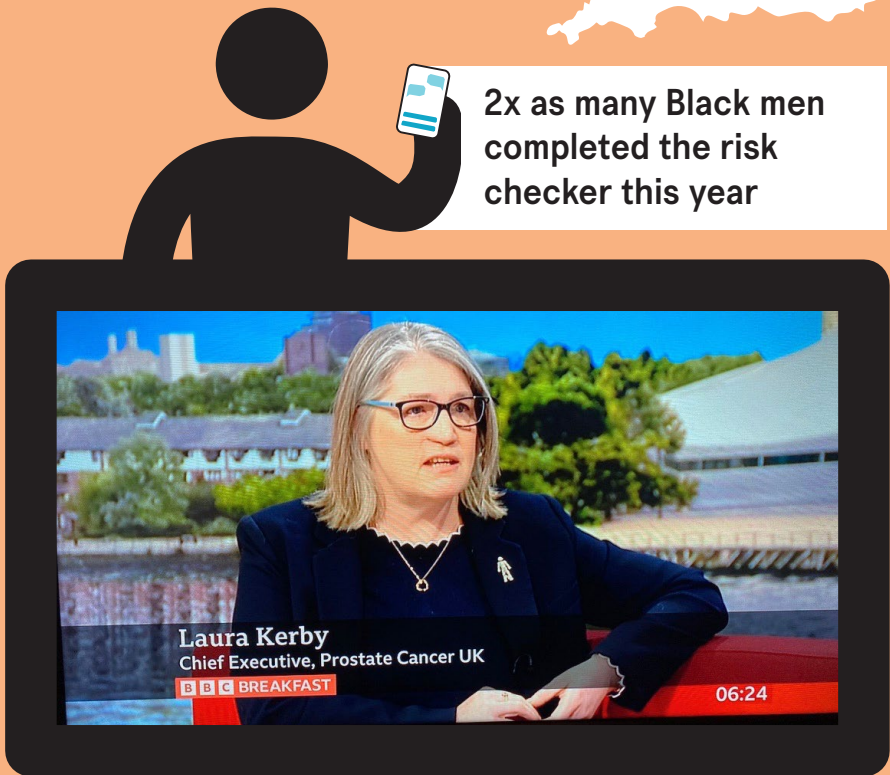 2x as many Black men
completed the risk
checker this year
Laura Kerby
Chief Executive, Prostate Cancer UK
BBC BREAKFAST
06:24